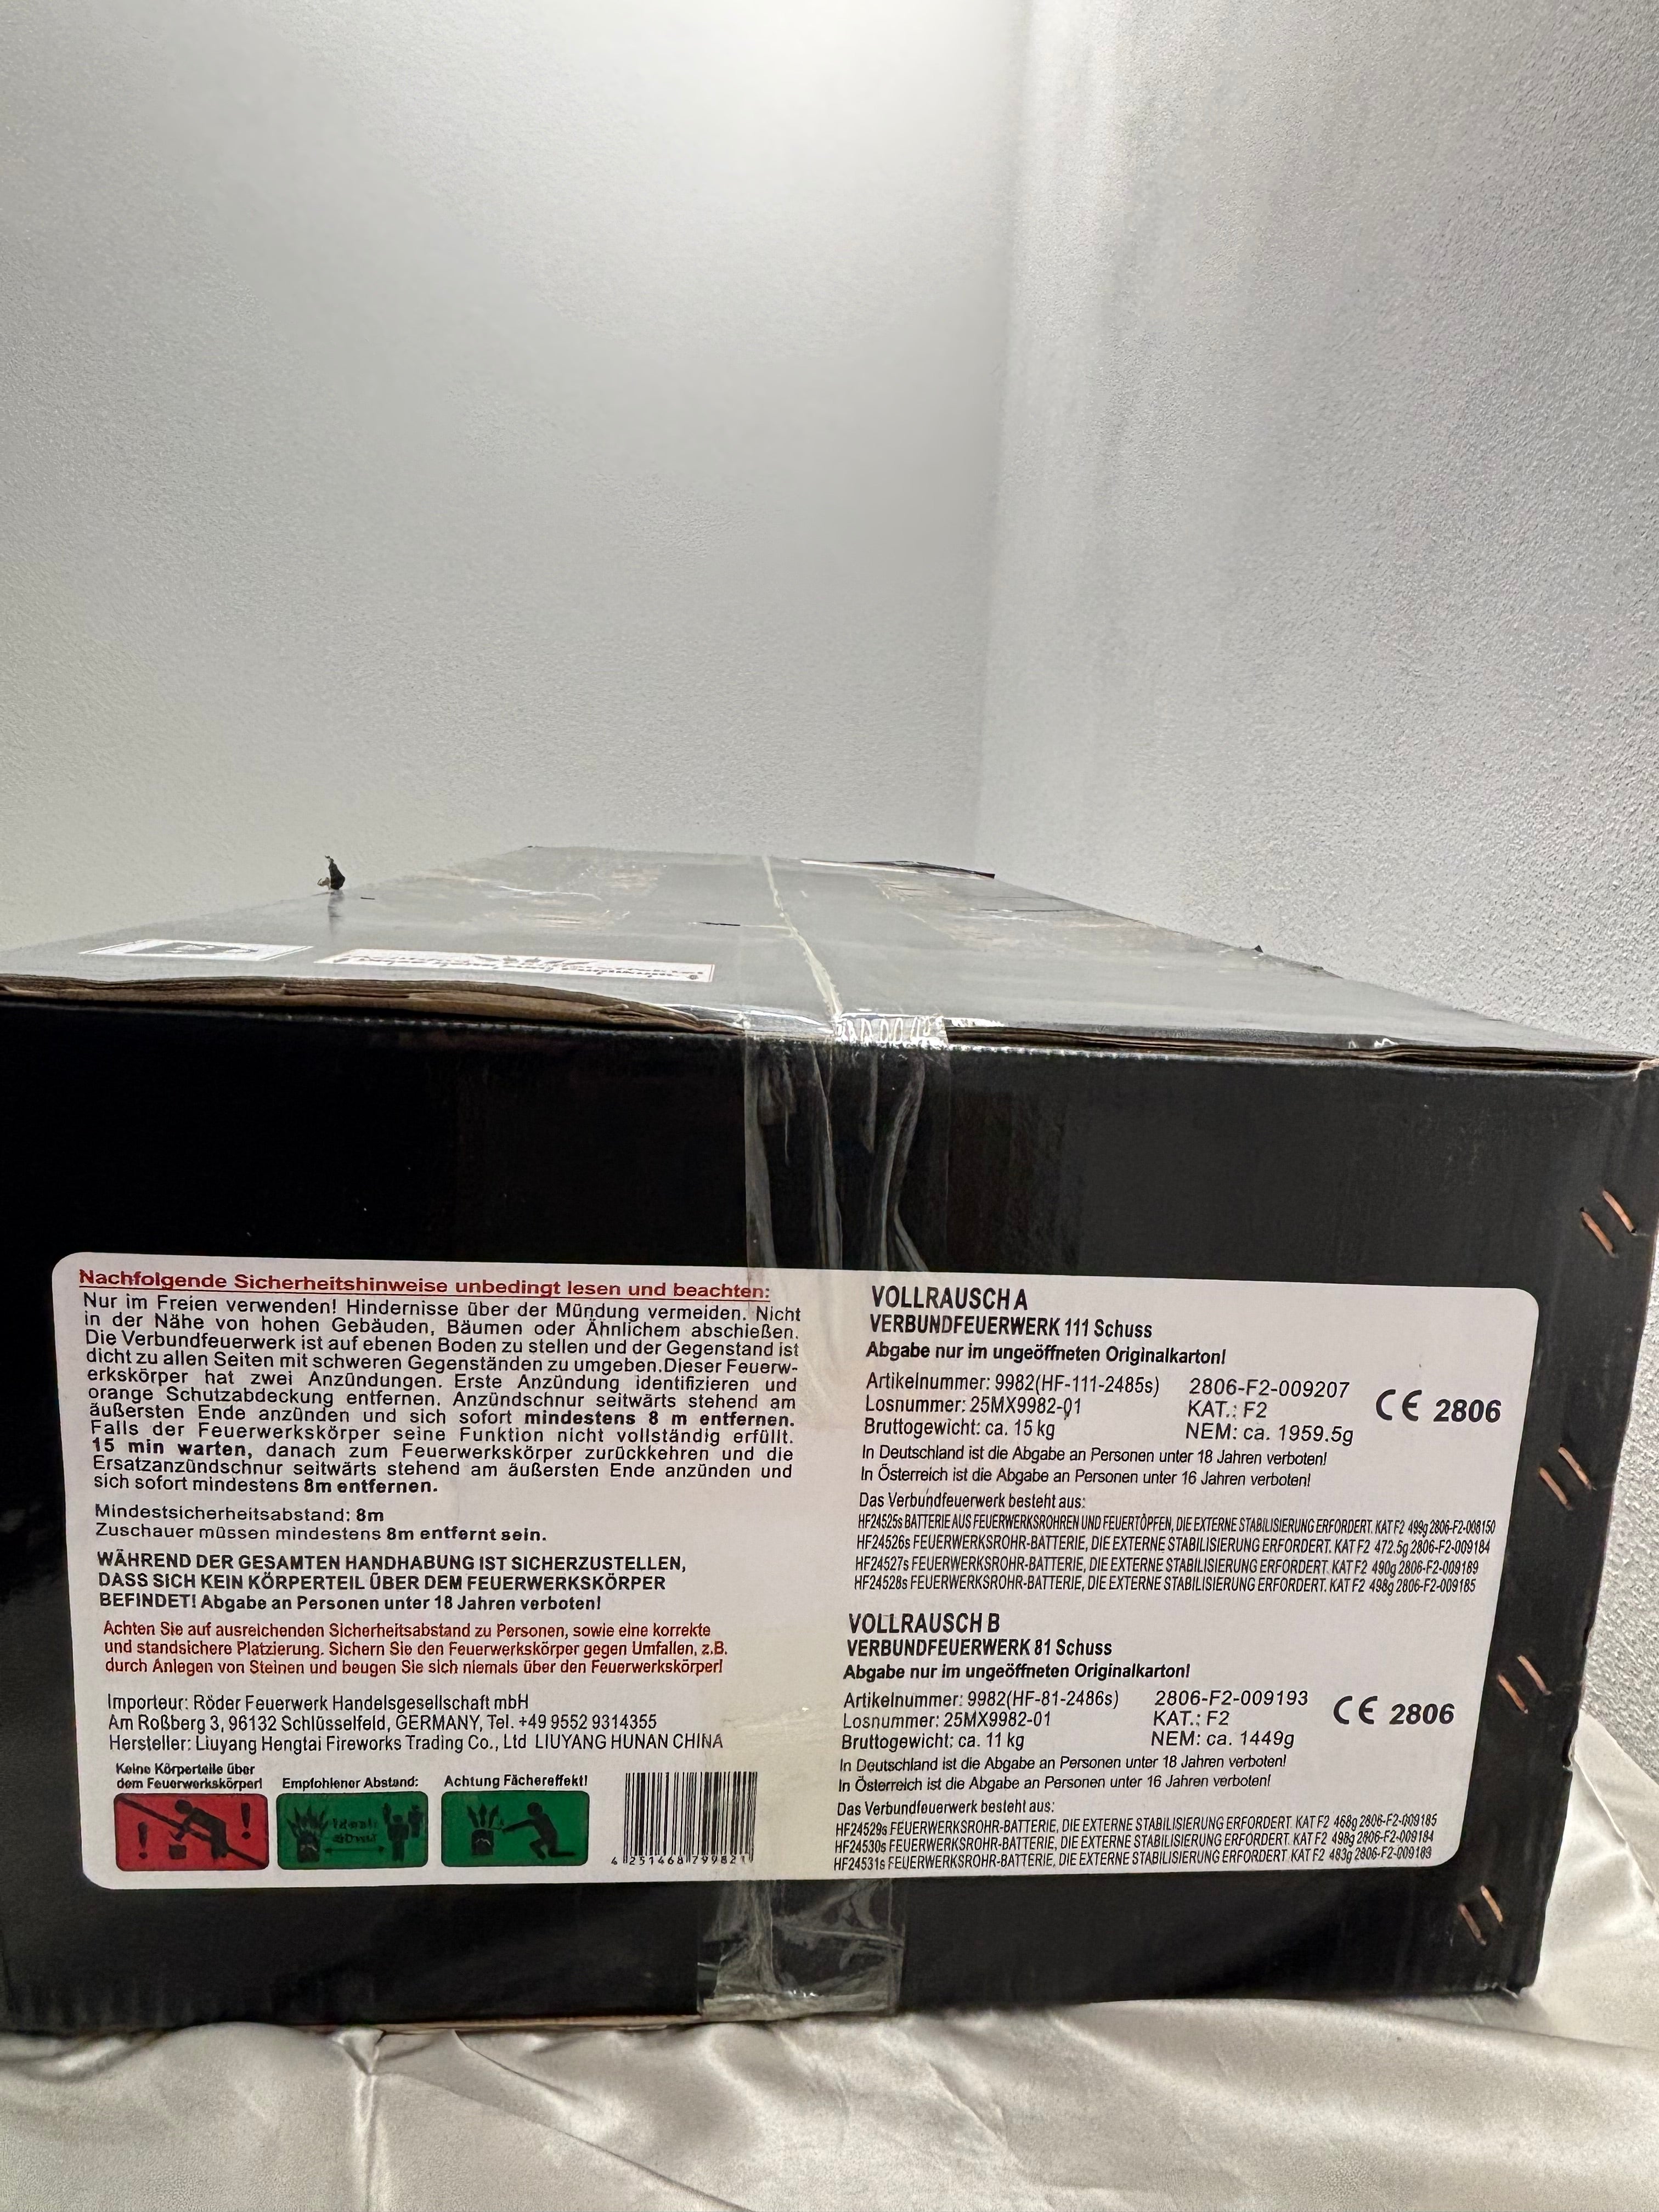 Nachfolgende Sicherheitshinweise unbedingt lesen und beachten:
Nur im Freien verwenden! Hindernisse über der Mündung vermeiden. Nicht
in der Nähe von hohen Gebäuden, Bäumen oder Ähnlichem abschießen.
Die Verbundfeuerwerk ist auf ebenen Boden zu stellen und der Gegenstand ist
dicht zu allen Seiten mit schweren Gegenständen zu umgeben.Dieser Feuerw-
erkskörper hat zwei Anzündungen. Erste Anzündung identifizieren und
orange Schutzabdeckung entfernen. Anzündschnur seitwärts stehend am
äußersten Ende anzünden und sich sofort mindestens 8 m entfernen.
Falls der Feuerwerkskörper seine Funktion nicht vollständig erfüllt.
15 min warten, danach zum Feuerwerkskörper zurückkehren und die
Ersatzanzündschnur seitwärts stehend am äußersten Ende anzünden und
sich sofort mindestens 8m entfernen.
Mindestsicherheitsabstand: 8m
Zuschauer müssen mindestens 8m entfernt sein.
WÄHREND DER GESAMTEN HANDHABUNG IST SICHERZUSTELLEN,
DASS SICH KEIN KÖRPERTEIL ÜBER DEM FEUERWERKSKÖRPER
BEFINDET! Abgabe an Personen unter 18 Jahren verboten!
Achten Sie auf ausreichenden Sicherheitsabstand zu Personen, sowie eine korrekte
und standsichere Platzierung. Sichern Sie den Feuerwerkskörper gegen Umfallen, z.B.
durch Anlegen von Steinen und beugen Sie sich niemals über den Feuerwerkskörper!
Importeur: Röder Feuerwerk Handelsgesellschaft mbH
Am Roßberg 3, 96132 Schlüsselfeld, GERMANY, Tel. +49 9552 9314355
Hersteller: Liuyang Hengtai Fireworks Trading Co., Ltd LIUYANG HUNAN CHINA
Keine Körperteile über
dem Feuerwerkskörper!
Empfohlener Abstand:
Ideal:
Achtung Fächereffekt!
4 251468 799821
VOLLRAUSCH A
VERBUNDFEUERWERK 111 Schuss
Abgabe nur im ungeöffneten Originalkarton!
Artikelnummer: 9982(HF-111-2485s) 2806-F2-009207
Losnummer: 25MX9982-01 KAT.: F2
CE 2806
Bruttogewicht: ca. 15 kg NEM: ca. 1959.5g
In Deutschland ist die Abgabe an Personen unter 18 Jahren verboten!
In Österreich ist die Abgabe an Personen unter 16 Jahren verboten!
Das Verbundfeuerwerk besteht aus:
HF24525s BATTERIE AUS FEUERWERKSROHREN UND FEUERTÖPFEN, DIE EXTERNE STABILISIERUNG ERFORDERT. KAT F2 499g 2806-F2-008150
HF24526s FEUERWERKSROHR-BATTERIE, DIE EXTERNE STABILISIERUNG ERFORDERT. KAT F2 472.5g 2806-F2-009184
HF24527s FEUERWERKSROHR-BATTERIE, DIE EXTERNE STABILISIERUNG ERFORDERT. KAT F2 490g 2806-F2-009189
HF24528s FEUERWERKSROHR-BATTERIE, DIE EXTERNE STABILISIERUNG ERFORDERT. KAT F2 498g 2806-F2-009185
VOLLRAUSCH B
VERBUNDFEUERWERK 81 Schuss
Abgabe nur im ungeöffneten Originalkarton!
Artikelnummer: 9982(HF-81-2486s) 2806-F2-009193
Losnummer: 25MX9982-01 KAT.: F2
CE 2806
Bruttogewicht: ca. 11 kg NEM: ca. 1449g
In Deutschland ist die Abgabe an Personen unter 18 Jahren verboten!
In Österreich ist die Abgabe an Personen unter 16 Jahren verboten!
Das Verbundfeuerwerk besteht aus:
HF24529s FEUERWERKSROHR-BATTERIE, DIE EXTERNE STABILISIERUNG ERFORDERT. KAT F2 468g 2806-F2-009185
HF24530s FEUERWERKSROHR-BATTERIE, DIE EXTERNE STABILISIERUNG ERFORDERT. KAT F2 498g 2806-F2-009184
HF24531s FEUERWERKSROHR-BATTERIE, DIE EXTERNE STABILISIERUNG ERFORDERT. KAT F2 483g 2806-F2-009189